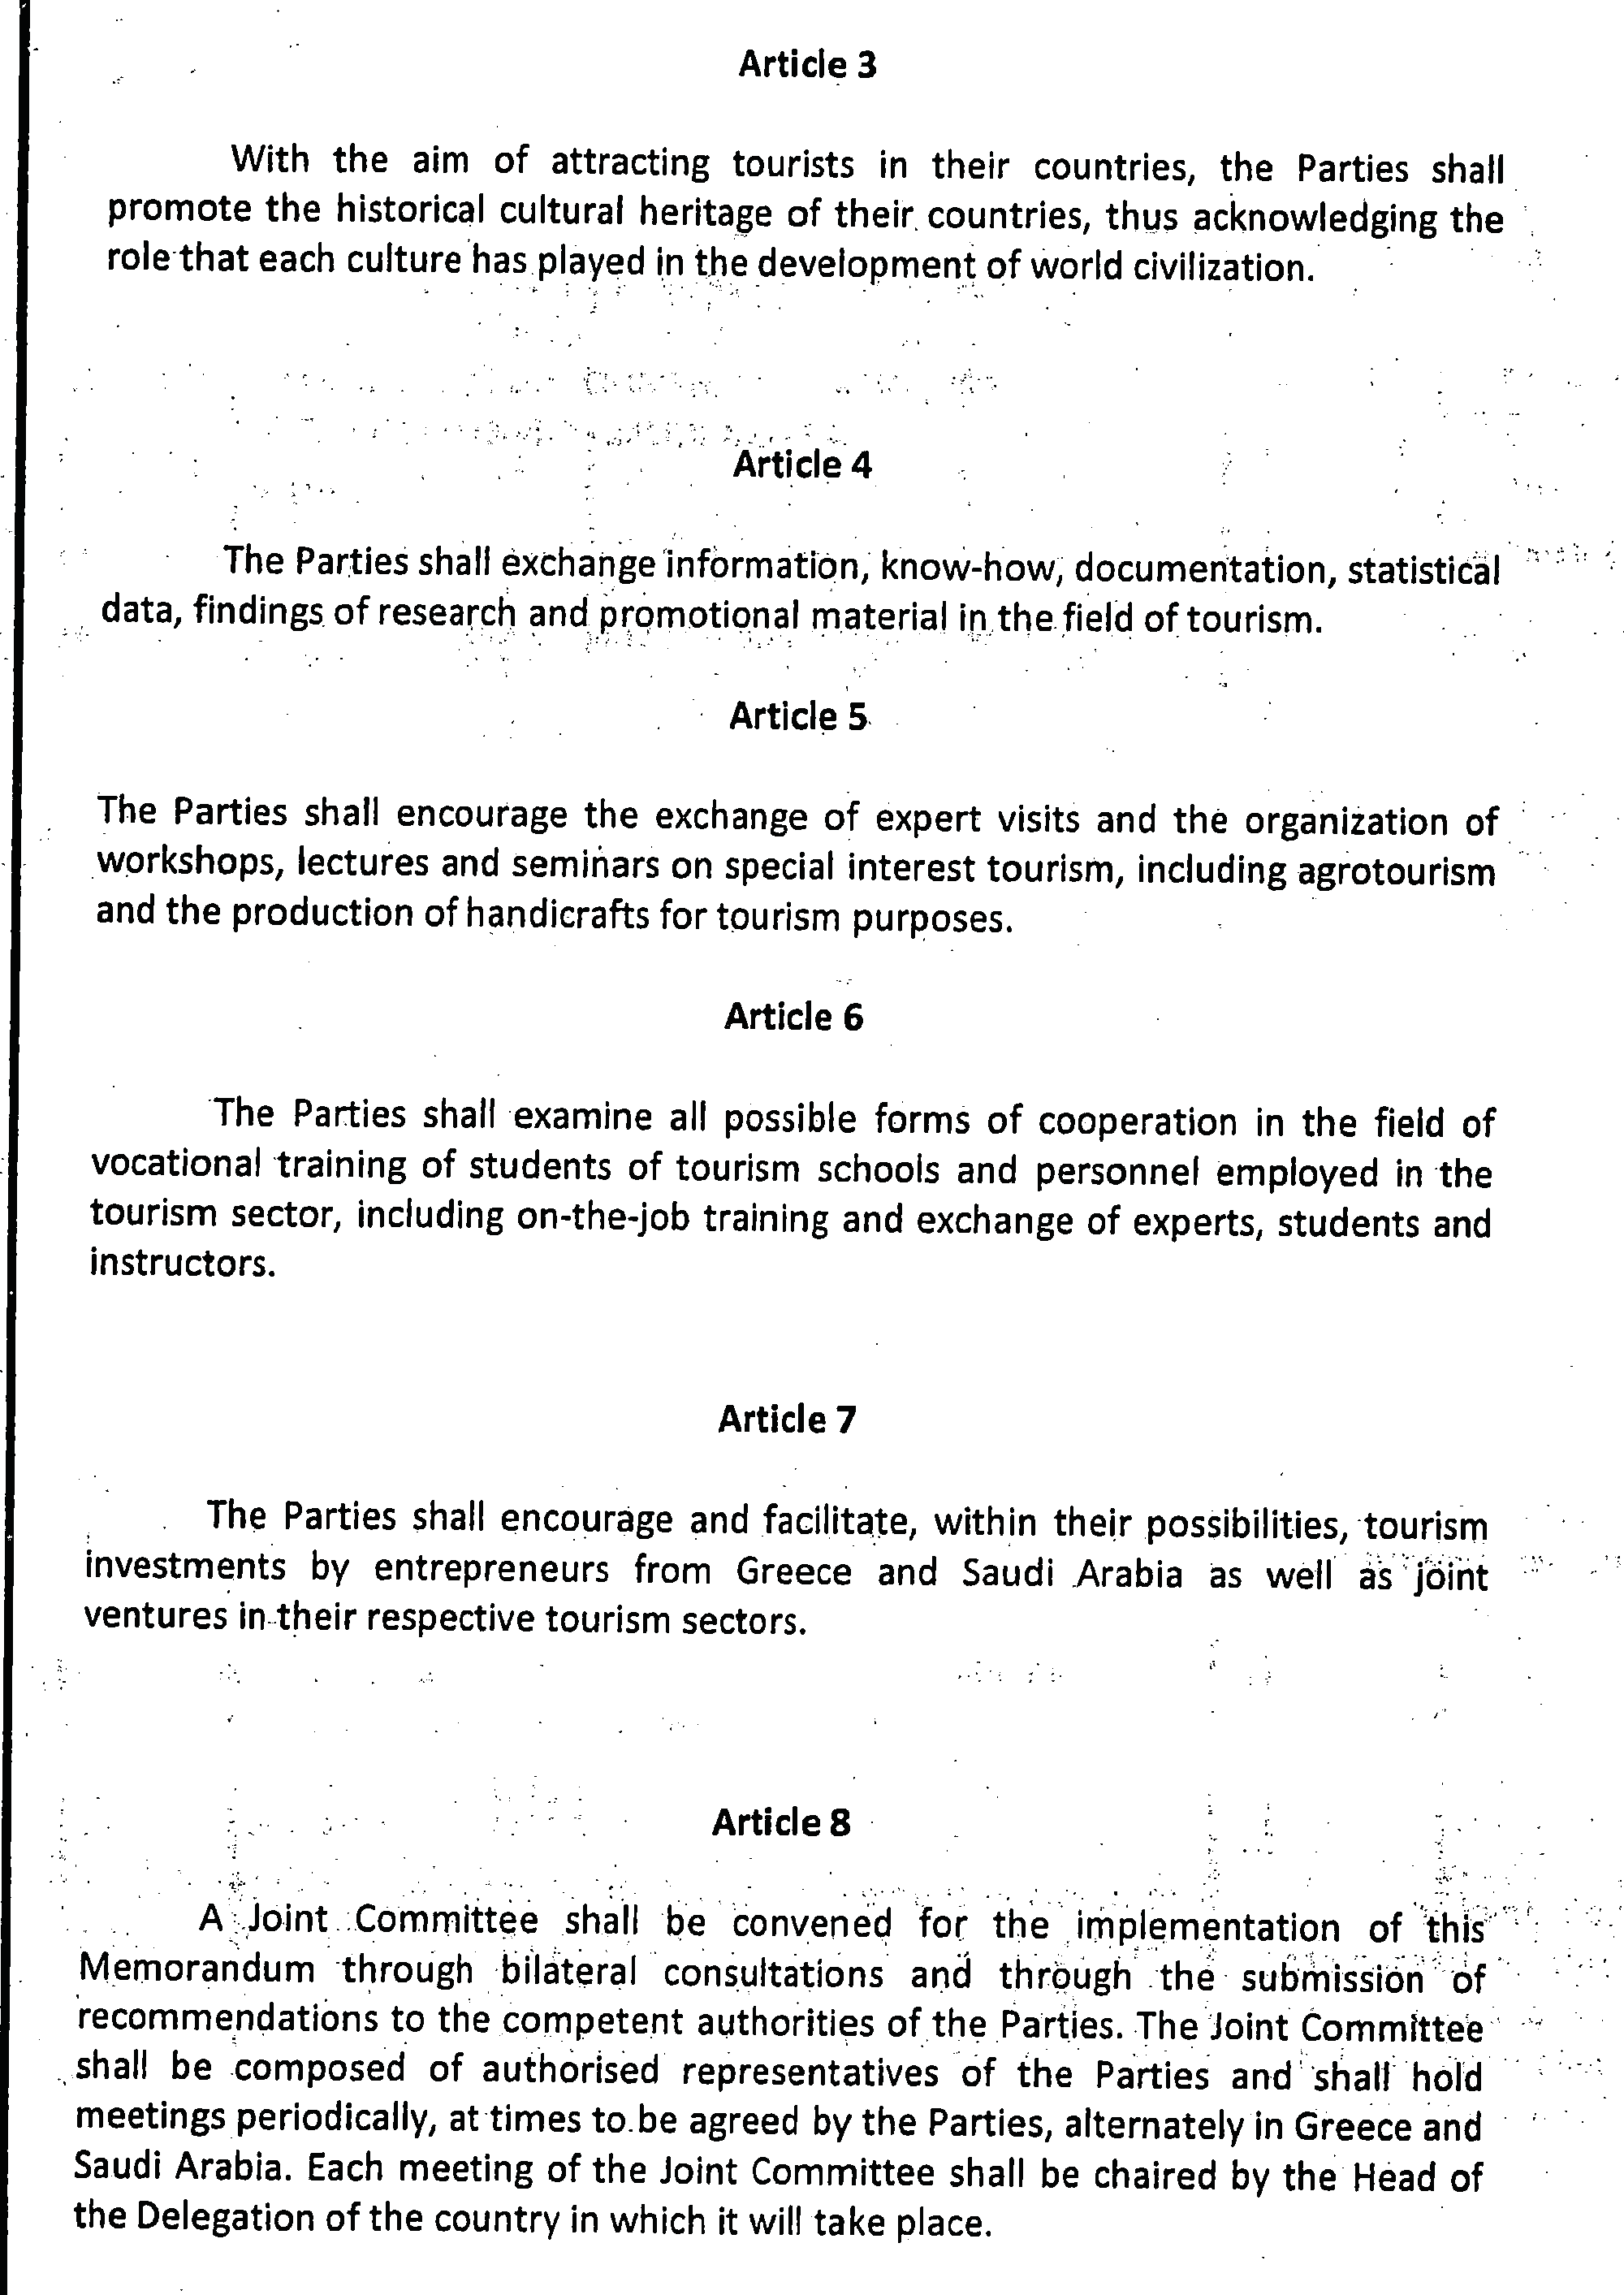 Article 3
With the aim of attracting tourists in their countries, the Parties shall
promote the historical cultural heritage of their countries, thus acknowledging the
role that each culture has played in the development of world civilization.
Article 4
The Parties shall exchange information, know-how, documentation, statistical
data, findings of research and promotional material in the field of tourism.
Article 5
The Parties shall encourage the exchange of expert visits and the organization of
workshops, lectures and seminars on special interest tourism, including agrotourism
and the production of handicrafts for tourism purposes.
Article 6
The Parties shall examine all possible forms of cooperation in the field of
vocational training of students of tourism schools and personnel employed in the
tourism sector, including on-the-job training and exchange of experts, students and
instructors.
Article 7
The Parties shall encourage and facilitate, within their possibilities, tourism
investments by entrepreneurs from Greece and Saudi Arabia as well as joint
ventures in their respective tourism sectors.
Article 8
A Joint Committee shall be convened for the implementation of this
Memorandum through bilateral consultations and through the submission of
recommendations to the competent authorities of the Parties. The Joint Committee
shall be composed of authorised representatives of the Parties and shall hold
meetings periodically, at times to be agreed by the Parties, alternately in Greece and
Saudi Arabia. Each meeting of the Joint Committee shall be chaired by the Head of
the Delegation of the country in which it will take place.